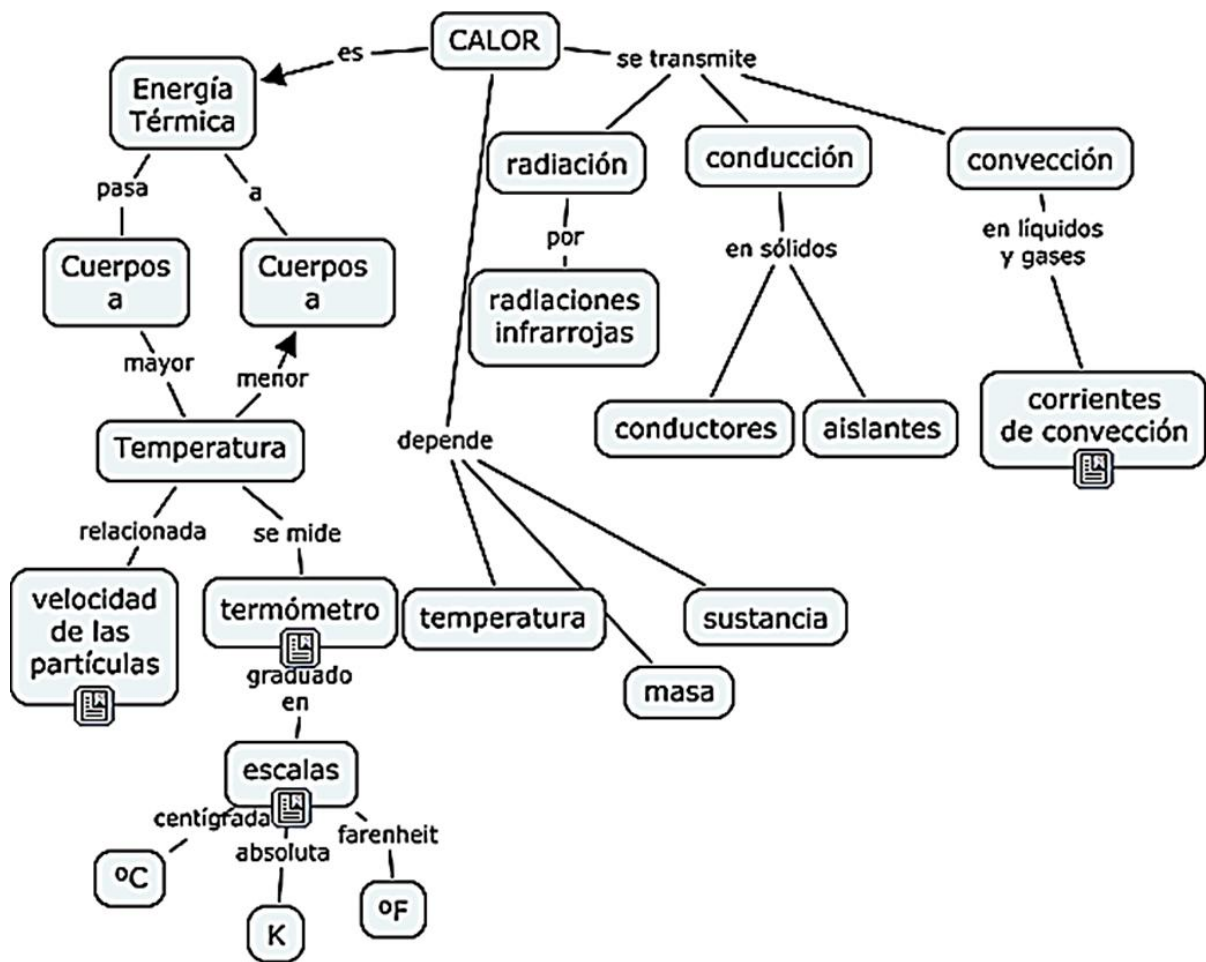 CALOR
es
se transmite
Energía
Térmica
radiación
conducción
convección
pasa
a
por
en sólidos
en líquidos
y gases
Cuerpos
a
Cuerpos
a
radiaciones
infrarrojas
mayor
menor
conductores
aislantes
corrientes
de convección
Temperatura
depende
relacionada
se mide
velocidad
de las
partículas
termómetro
temperatura
sustancia
masa
graduado
en
escalas
centígrada
absoluta
farenheit
ºC
K
ºF